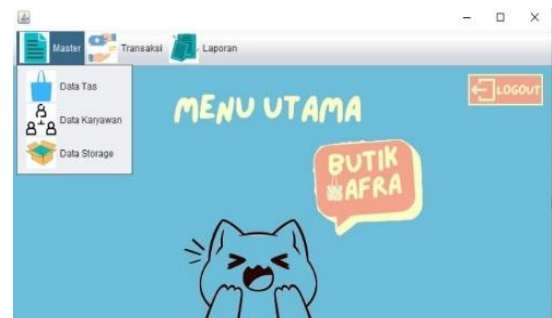 Master Transaksi Laporan
Data Tas
Data Karyawan
Data Storage
MENU UTAMA
LOGOUT
BUTIK
AFRA